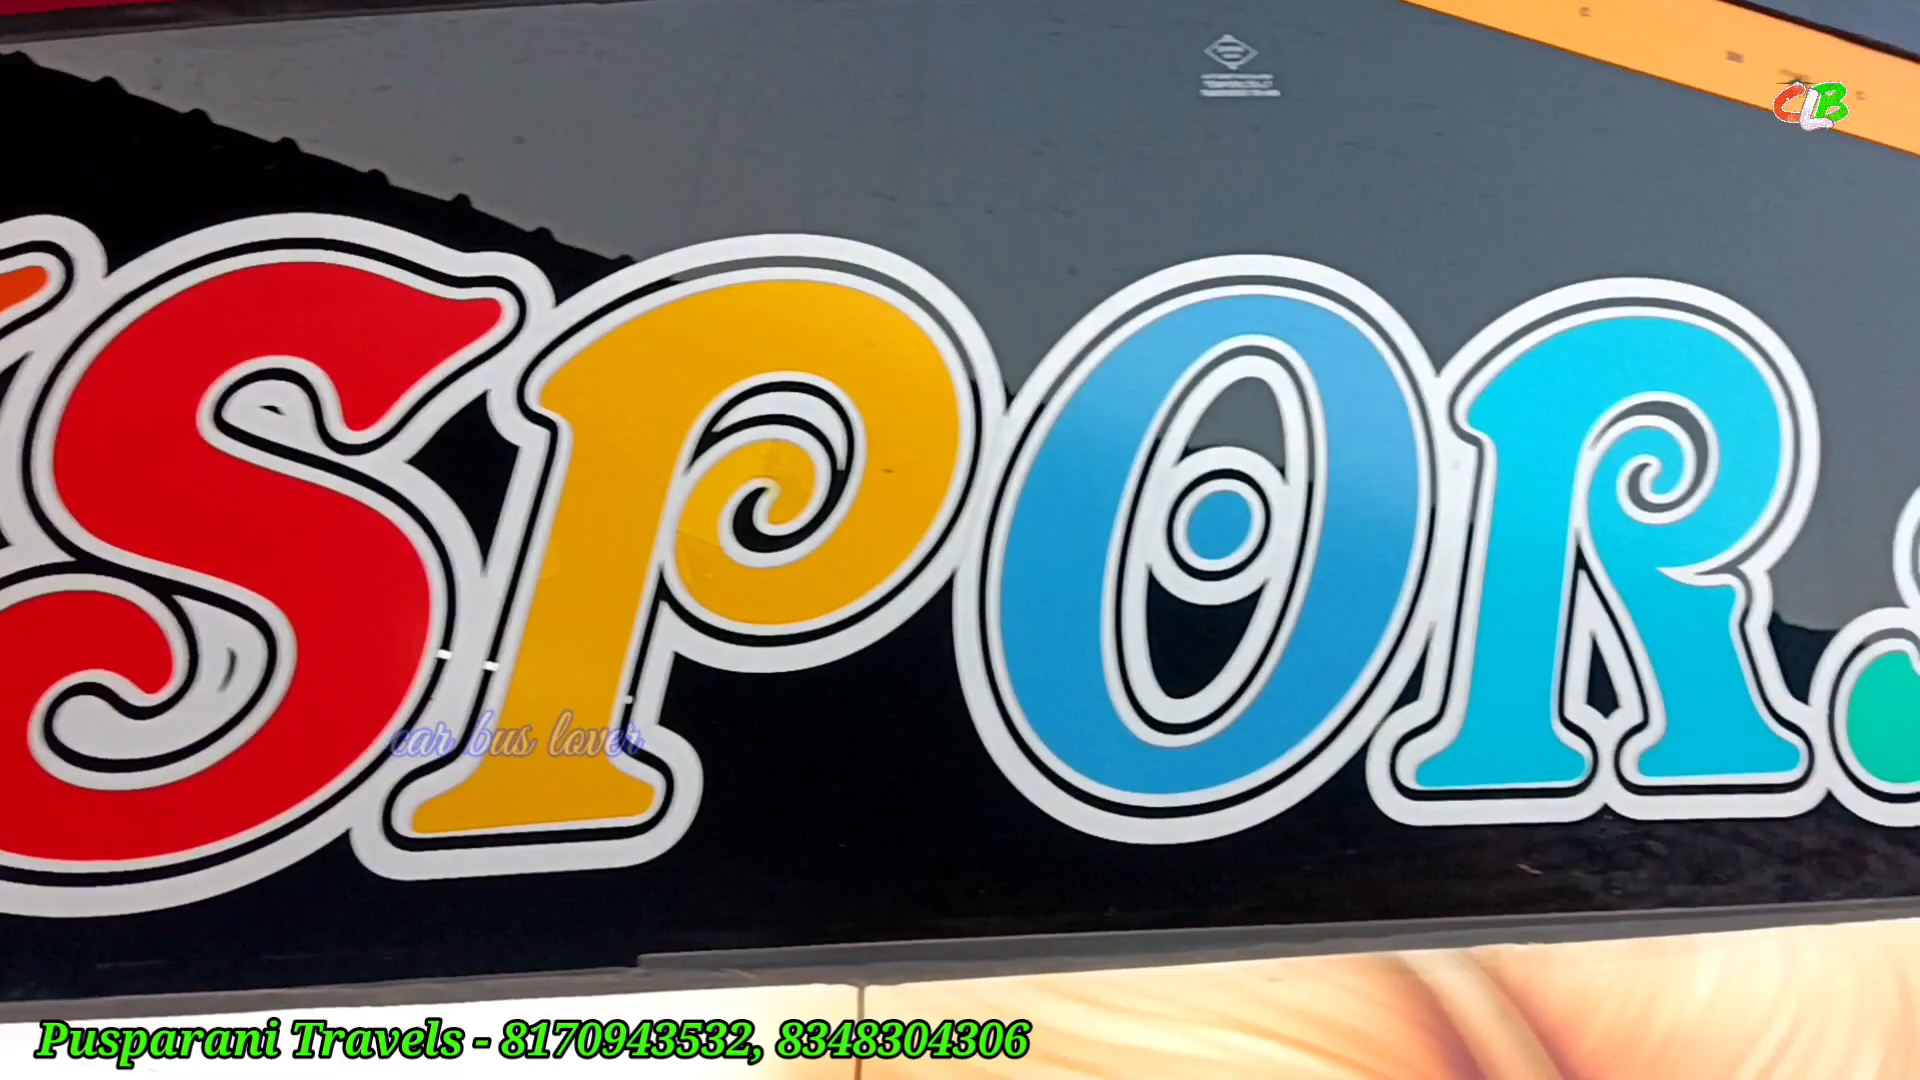 CLB
SPOR
car bus lover
Pusparani Travels - 8170943532, 8348304306